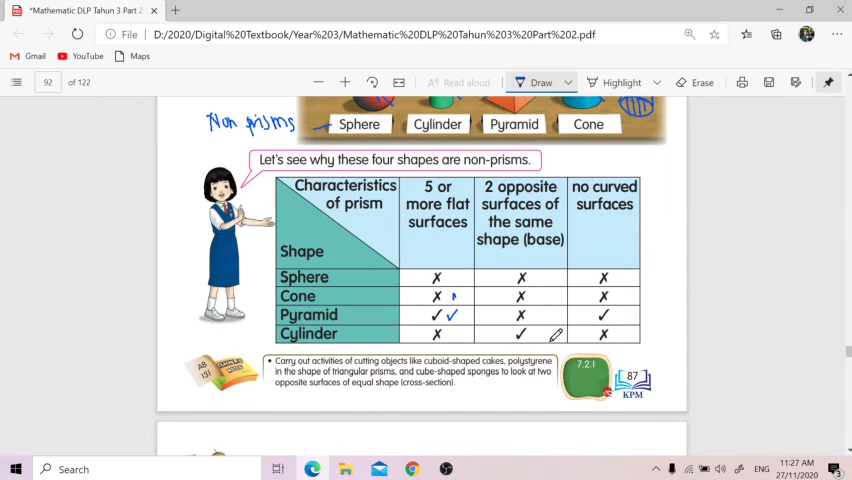 *Mathematic DLP Tahun 3 Part 2.
File
D:/2020/Digital%20Textbook/Year%203/Mathematic%20DLP%20Tahun%203%20Part%202.pdf
Gmail
YouTube
Maps
92 of 122
Read aloud
Draw
Highlight
Erase
Non prisms
Sphere
Cylinder
Pyramid
Cone
Let's see why these four shapes are non-prisms.
Characteristics of prism
Shape
5 or more flat surfaces
2 opposite surfaces of the same shape (base)
no curved surfaces
Sphere ✗ ✗ ✗
Cone ✗ ✗ ✗
Pyramid ✓ ✓ ✗ ✓
Cylinder ✗ ✓ ✗
AB
131
TEACHER'S
NOTES
• Carry out activities of cutting objects like cuboid-shaped cakes, polystyrene
in the shape of triangular prisms, and cube-shaped sponges to look at two
opposite surfaces of equal shape (cross-section).
7.2.1
87
KPM
Search
ENG
11:27 AM
27/11/2020
3